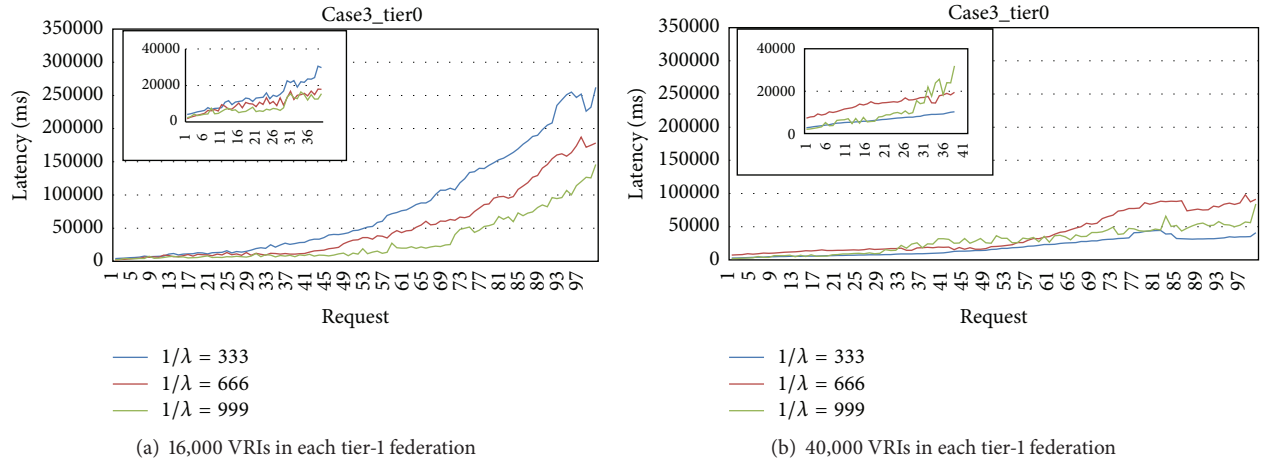 Case3_tier0
350000
300000
250000
200000
150000
100000
50000
0
Latency (ms)
40000
20000
0
1 6 11 16 21 26 31 36
1 5 9 13 17 21 25 29 33 37 41 45 49 53 57 61 65 69 73 77 81 85 89 93 97
Request
1/λ = 333
1/λ = 666
1/λ = 999
(a) 16,000 VRIs in each tier-1 federation
Case3_tier0
350000
300000
250000
200000
150000
100000
50000
0
Latency (ms)
40000
20000
0
1 6 11 16 21 26 31 36 41
1 5 9 13 17 21 25 29 33 37 41 45 49 53 57 61 65 69 73 77 81 85 89 93 97
Request
1/λ = 333
1/λ = 666
1/λ = 999
(b) 40,000 VRIs in each tier-1 federation